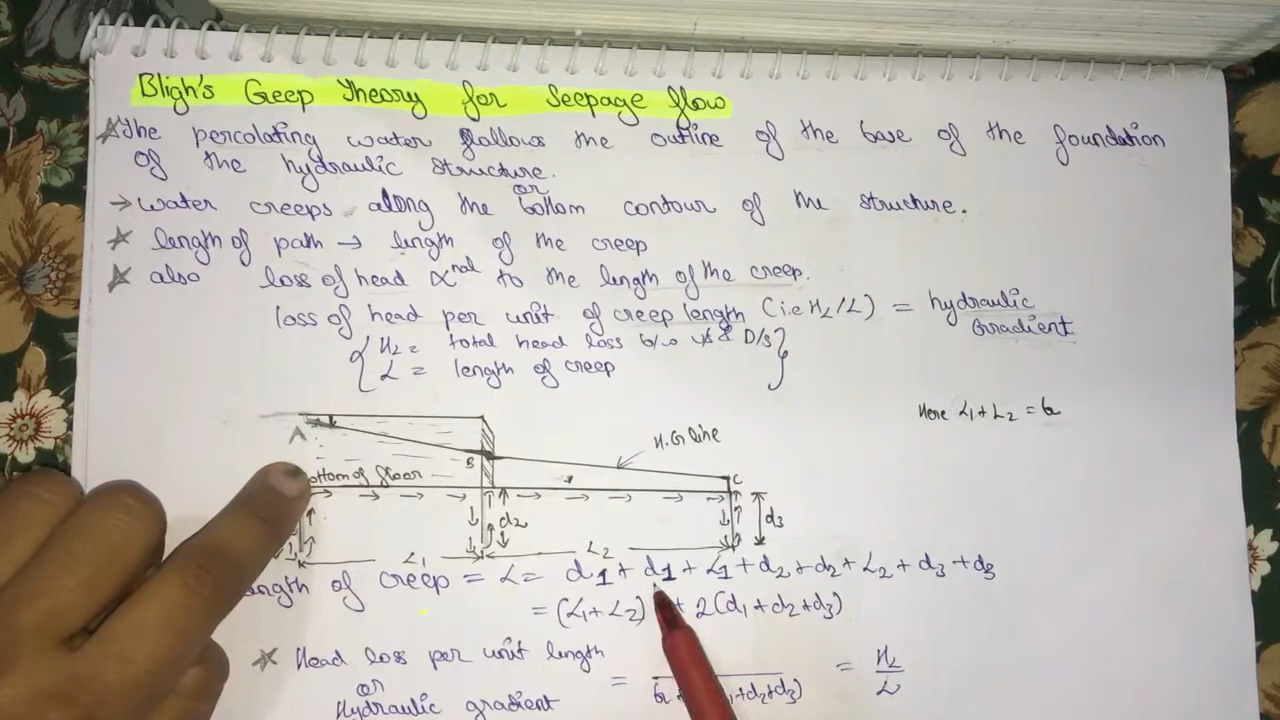 Bligh's Creep Theory for Seepage flow
The percolating water follows the outline of the base of the foundation
of the hydraulic structure.
or
→ water creeps along the bottom contour of the structure.
length of path → length of the creep
also loss of head ∝nal to the length of the creep.
loss of head per unit of creep length (i.e HL/L) = hydraulic
Gradient
{ HL = total head loss b/w u/s & D/s
L = length of creep }
Here L1+L2 = b
A
H.G line
B
C
bottom of floor
d2
d3
L1
L2
length of creep = L = d1 + d1 + L1 + d2 + d2 + L2 + d3 + d3
= (L1+L2) + 2(d1+d2+d3)
Head loss per unit length
or
Hydraulic gradient
= b+ 1+d2+d3) = HL/L